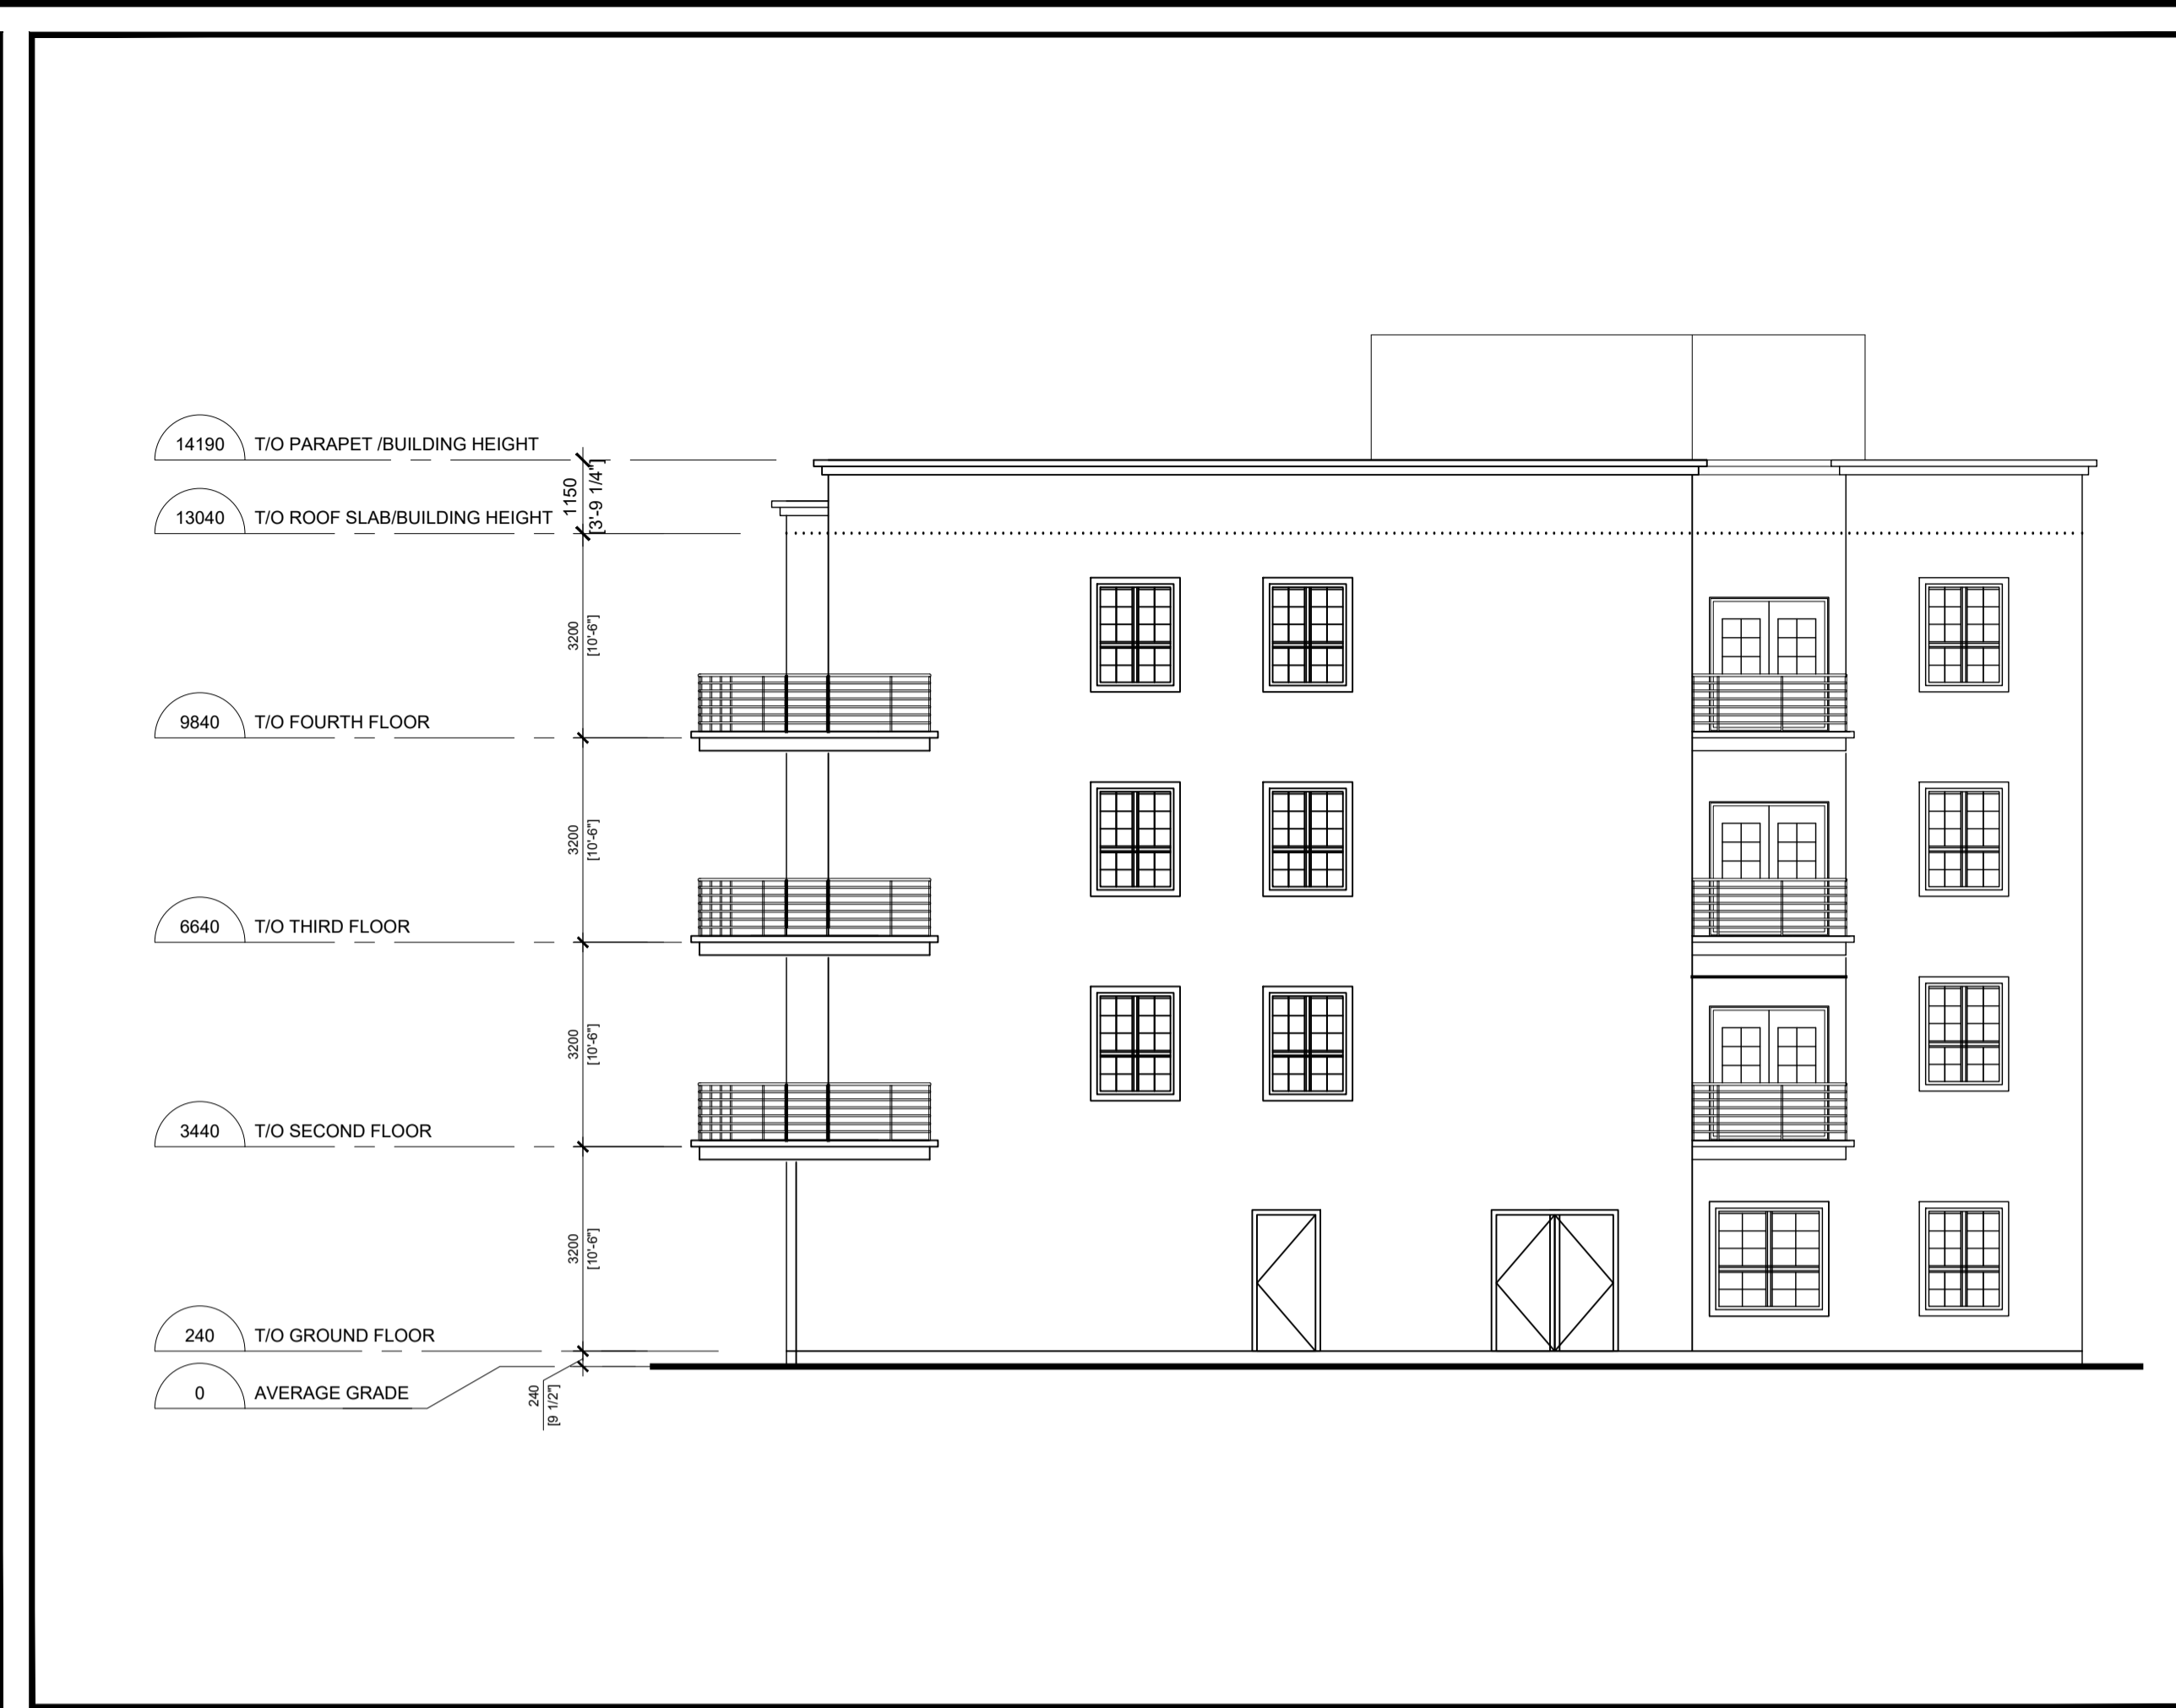 14190 T/O PARAPET /BUILDING HEIGHT
1150
[3'-9 1/4"]
13040 T/O ROOF SLAB/BUILDING HEIGHT
3200
[10'-6"]
9840 T/O FOURTH FLOOR
3200
[10'-6"]
6640 T/O THIRD FLOOR
3200
[10'-6"]
3440 T/O SECOND FLOOR
3200
[10'-6"]
240 T/O GROUND FLOOR
0 AVERAGE GRADE
240
[9 1/2"]